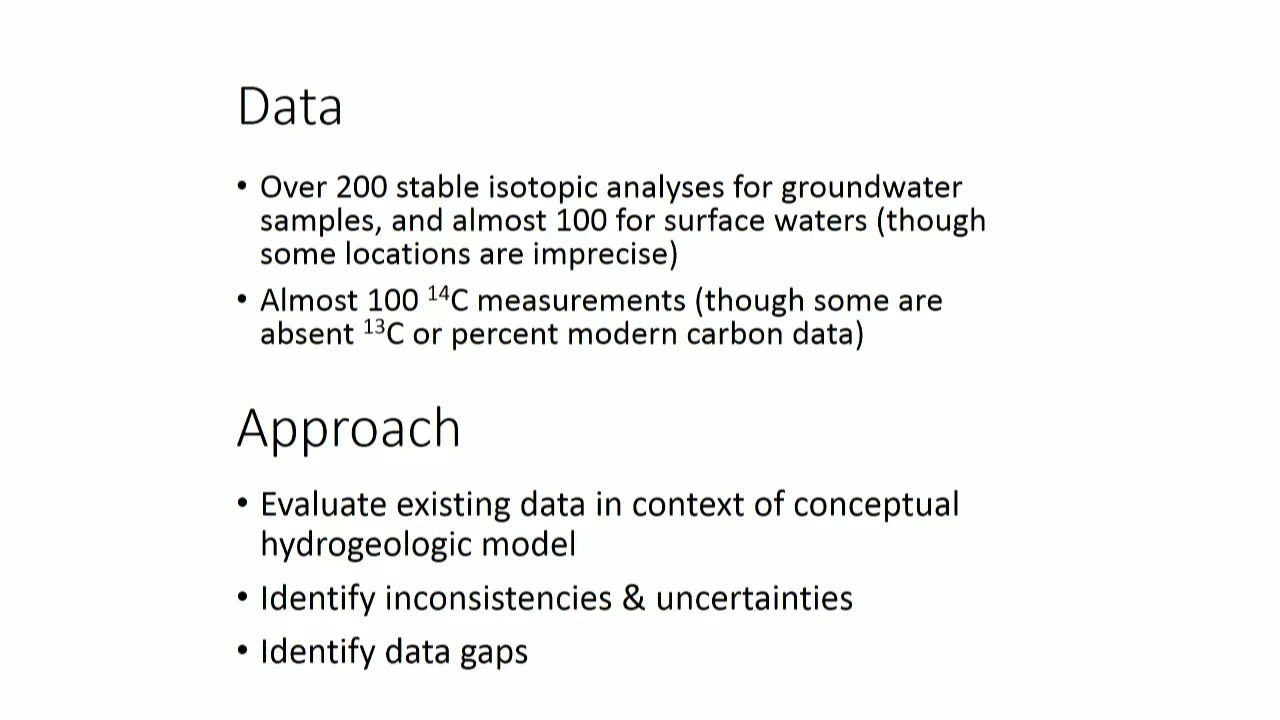 Data
• Over 200 stable isotopic analyses for groundwater
samples, and almost 100 for surface waters (though
some locations are imprecise)
• Almost 100 ¹⁴C measurements (though some are
absent ¹³C or percent modern carbon data)
Approach
• Evaluate existing data in context of conceptual
hydrogeologic model
• Identify inconsistencies & uncertainties
• Identify data gaps